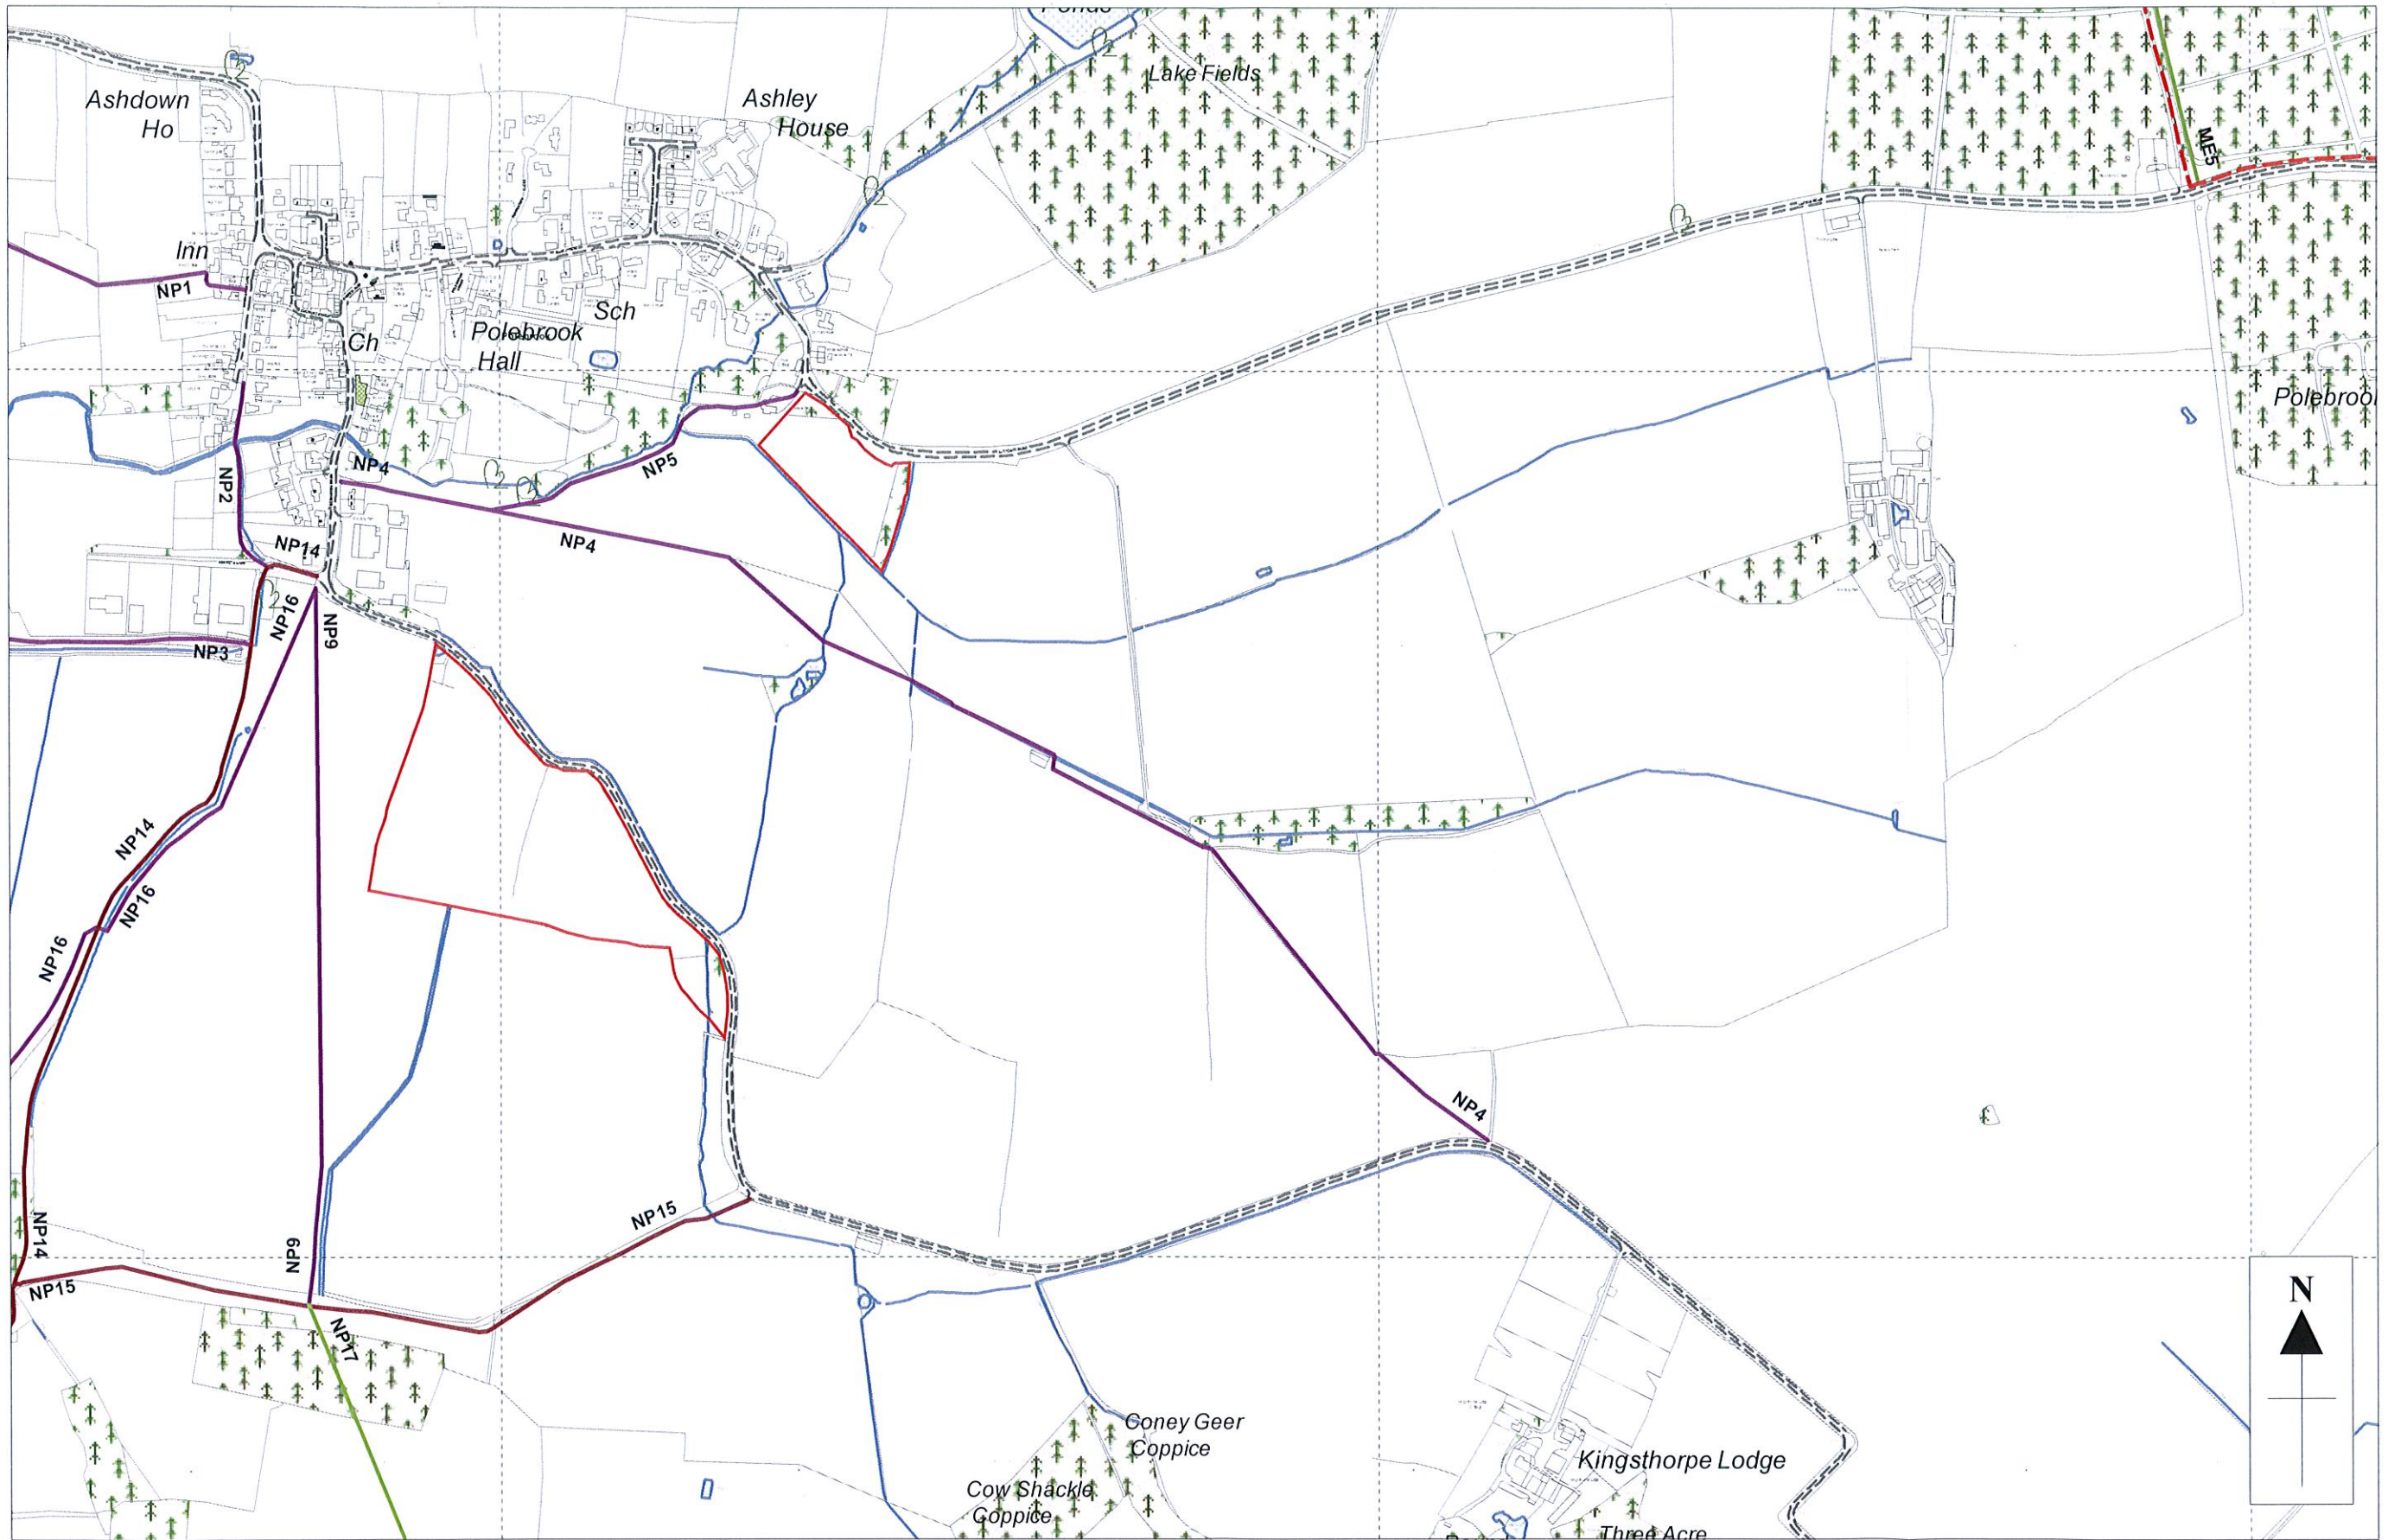 Ponds
Lake Fields
Ashdown
Ho
Ashley
House
ME5
Inn
NP1
Sch
Polebrook
Hall
Ch
Polebroo
NP4
NP5
NP2
NP14
NP4
NP16
NP9
NP3
NP14
NP16
NP16
NP4
NP15
NP14
NP9
NP15
NP17
N
Coney Geer
Coppice
Kingsthorpe Lodge
Cow Shackle
Coppice
Three Acre